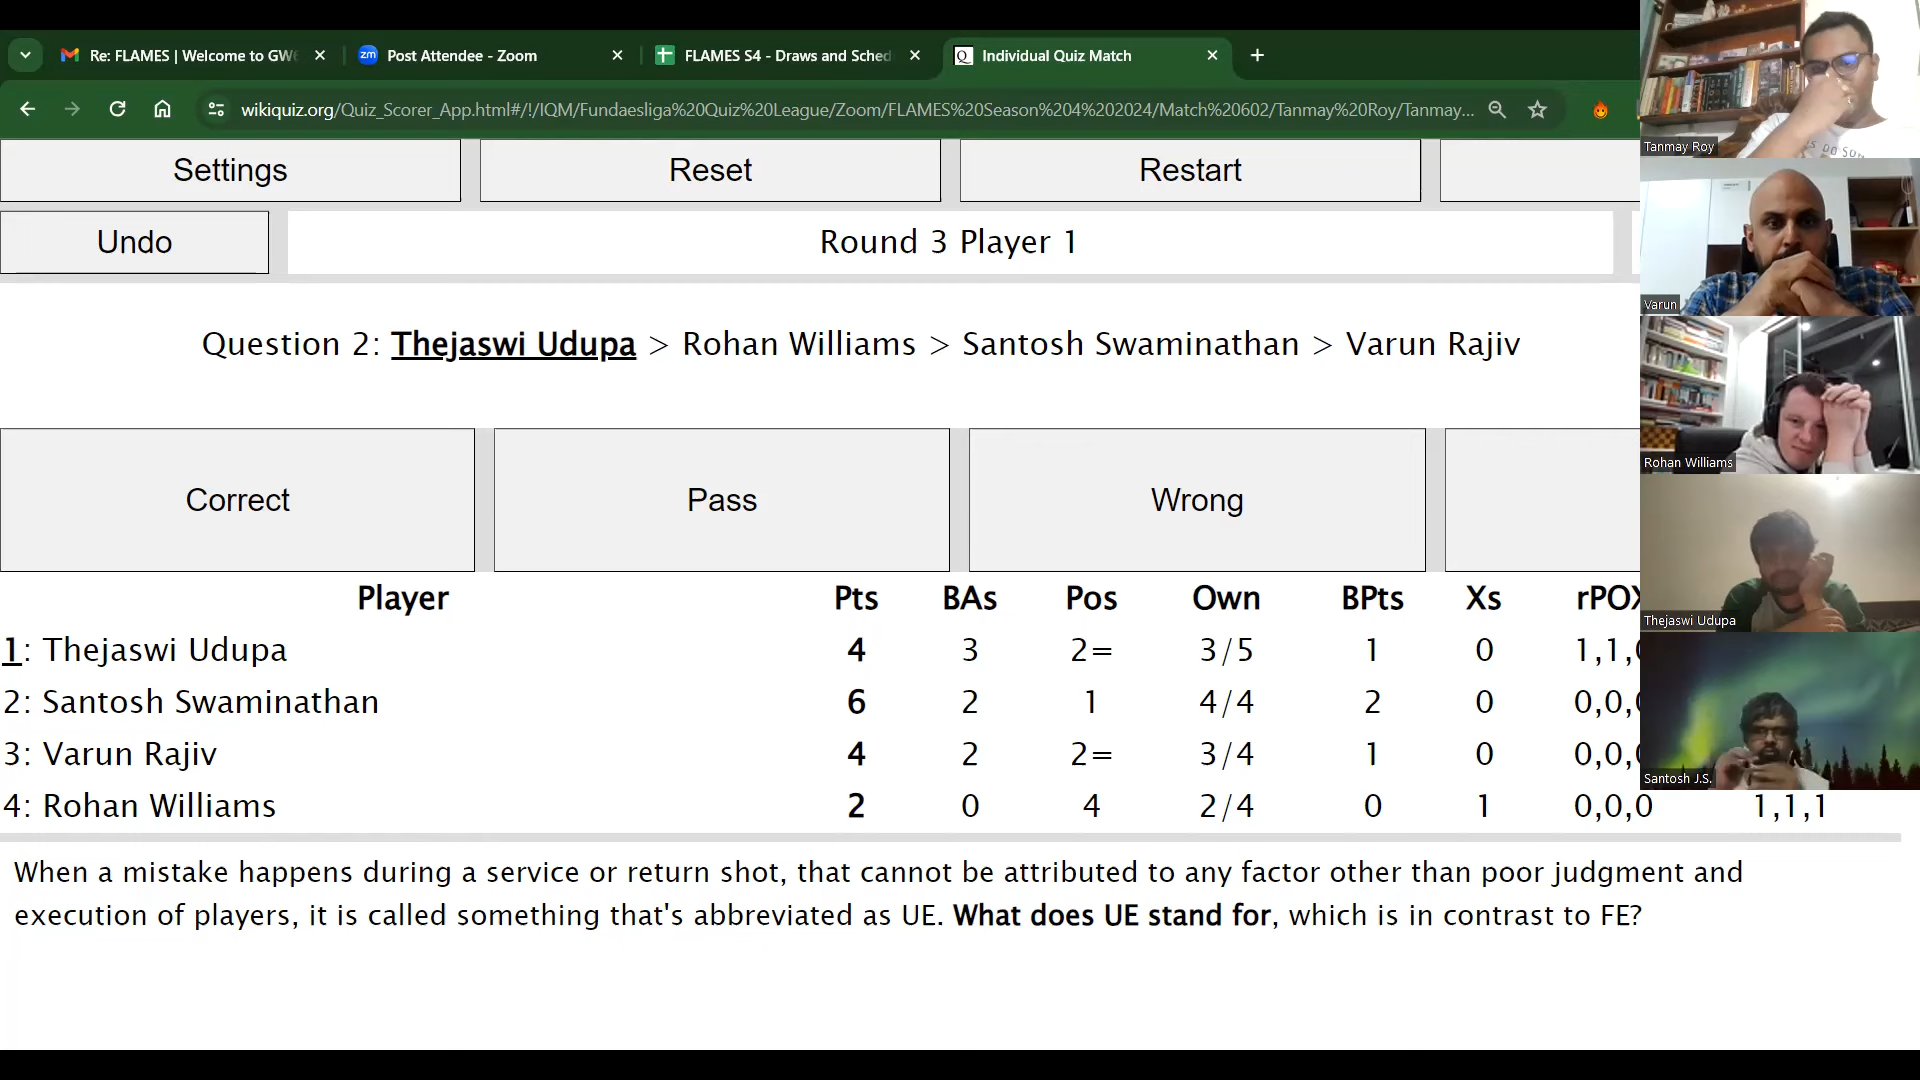 Re: FLAMES | Welcome to GW
Post Attendee - Zoom
FLAMES S4 - Draws and Sched
Individual Quiz Match
wikiquiz.org/Quiz_Scorer_App.html#/!/IQM/Fundaesliga%20Quiz%20League/Zoom/FLAMES%20Season%204%202024/Match%20602/Tanmay%20Roy/Tanmay...
Settings
Reset
Restart
Undo
Round 3 Player 1
Question 2: Thejaswi Udupa > Rohan Williams > Santosh Swaminathan > Varun Rajiv
Correct
Pass
Wrong
Player Pts BAs Pos Own BPts Xs rPOX
1: Thejaswi Udupa 4 3 2= 3/5 1 0 1,1,0
2: Santosh Swaminathan 6 2 1 4/4 2 0 0,0,0
3: Varun Rajiv 4 2 2= 3/4 1 0 0,0,0
4: Rohan Williams 2 0 4 2/4 0 1 0,0,0 1,1,1
When a mistake happens during a service or return shot, that cannot be attributed to any factor other than poor judgment and
execution of players, it is called something that's abbreviated as UE. What does UE stand for, which is in contrast to FE?
Tanmay Roy
Varun
Rohan Williams
Thejaswi Udupa
Santosh J.S.